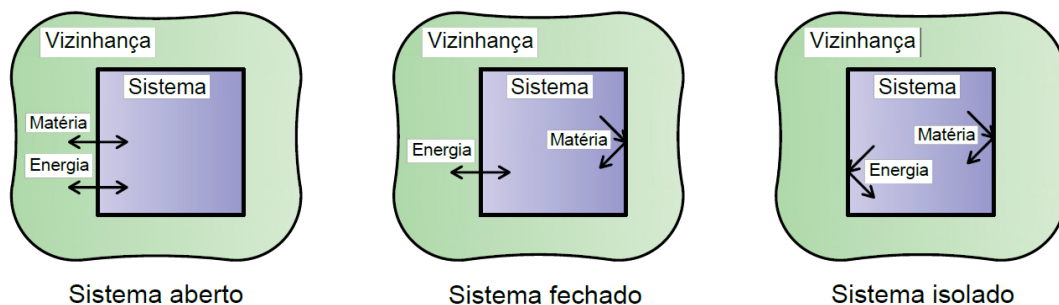 Vizinhança
Sistema
Matéria
Energia
Sistema aberto
Vizinhança
Sistema
Energia
Matéria
Sistema fechado
Vizinhança
Sistema
Matéria
Energia
Sistema isolado